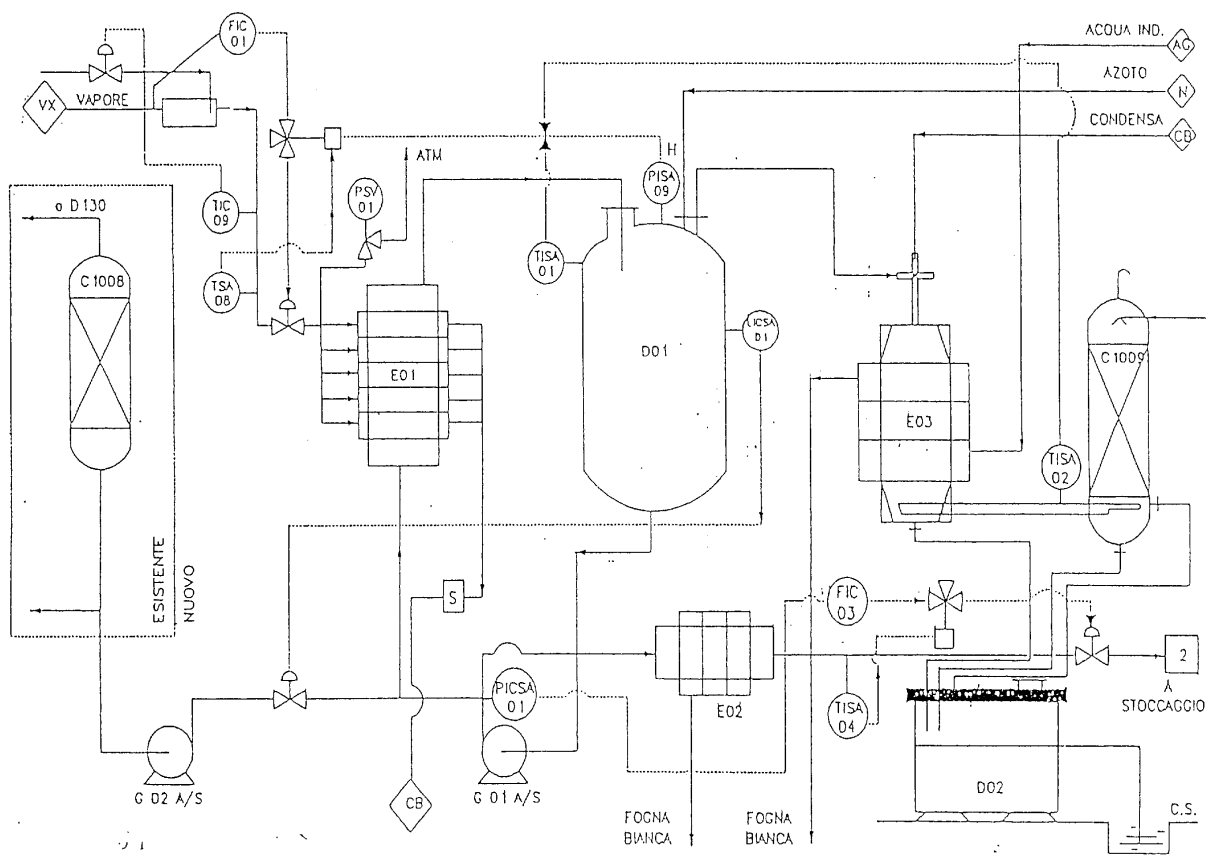 FIC
01
ACQUA IND.
AG
AZOTO
N
VX
VAPORE
CONDENSA
CB
ATM
H
PISA
09
PSV
01
a D130
TIC
09
TISA
01
C1008
TSA
08
D01
C1009
E01
E03
TISA
02
ESISTENTE
NUOVO
S
FIC
03
2
A
STOCCAGGIO
PICSA
01
E02
TISA
04
G 02 A/S
G 01 A/S
CB
D02
FOGNA
BIANCA
FOGNA
BIANCA
C.S.